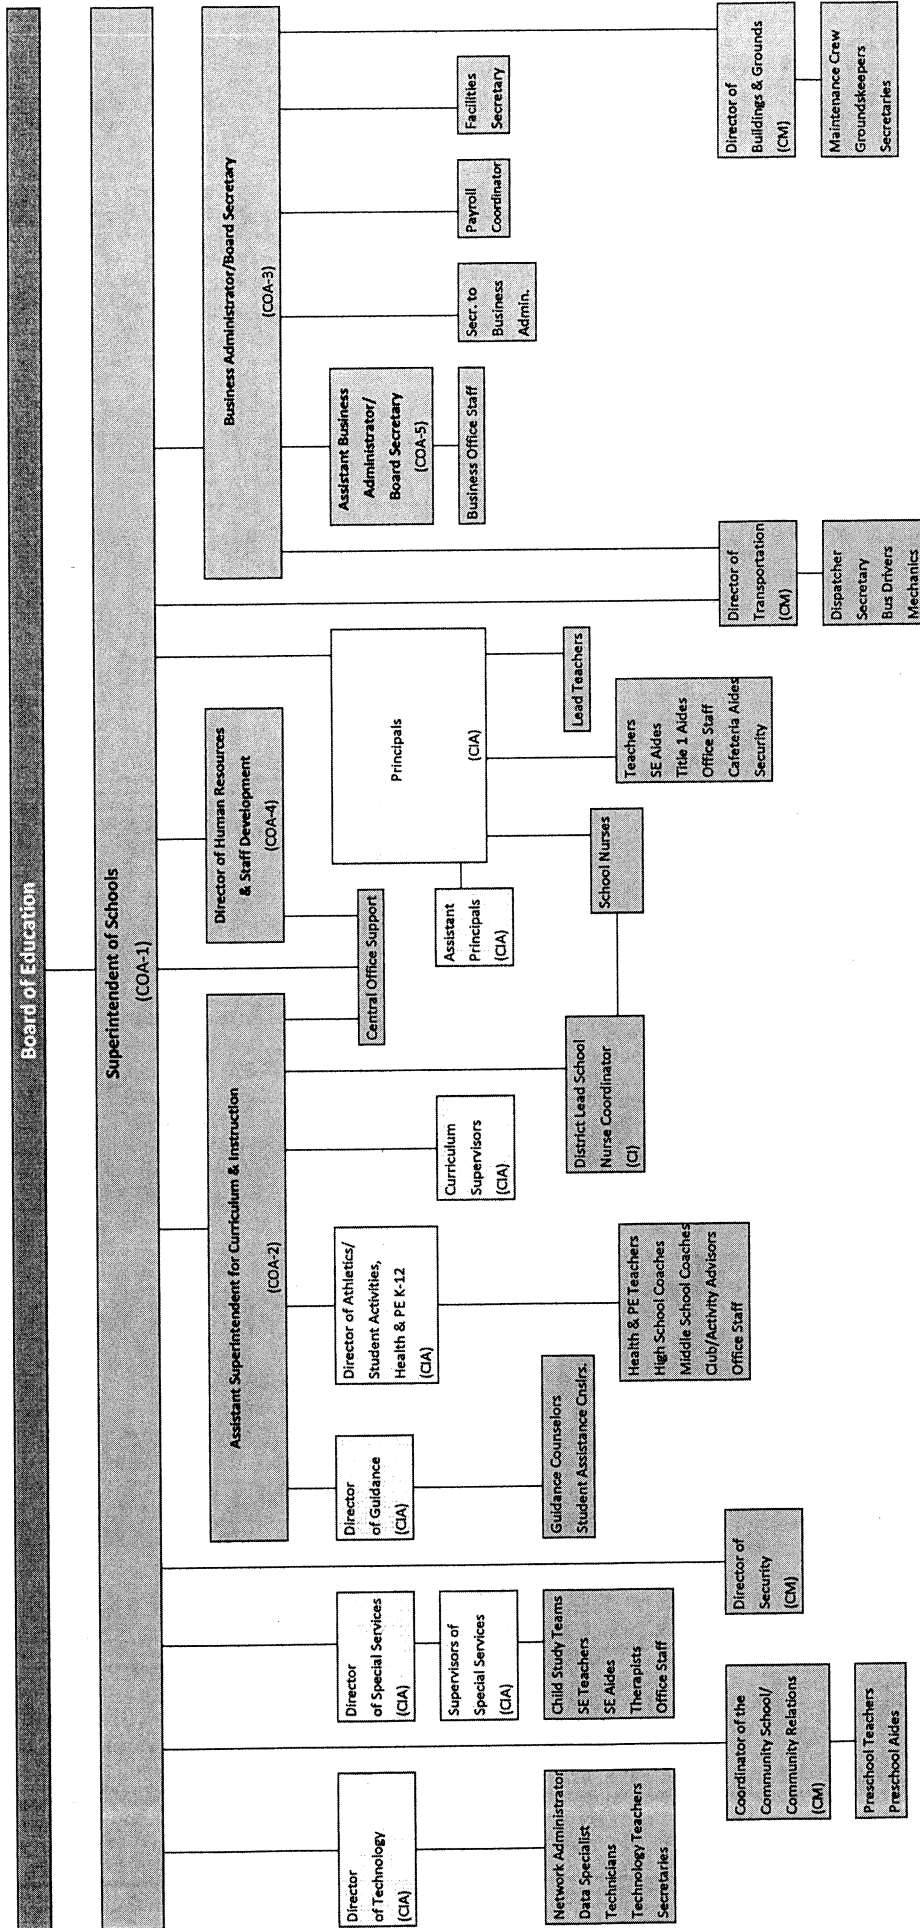 Board of Education
Superintendent of Schools
(COA-1)
Director
of Technology
(CIA)
Network Administrator
Data Specialist
Technicians
Technology Teachers
Secretaries
Coordinator of the
Community School/
Community Relations
(CM)
Preschool Teachers
Preschool Aides
Director
of Special Services
(CIA)
Supervisors of
Special Services
(CIA)
Child Study Teams
SE Teachers
SE Aides
Therapists
Office Staff
Director of
Security
(CM)
Assistant Superintendent for Curriculum & Instruction
(COA-2)
Director
of Guidance
(CIA)
Guidance Counselors
Student Assistance Cnslrs.
Director of Athletics/
Student Activities,
Health & PE K-12
(CIA)
Health & PE Teachers
High School Coaches
Middle School Coaches
Club/Activity Advisors
Office Staff
Curriculum
Supervisors
(CIA)
District Lead School
Nurse Coordinator
(CI)
Central Office Support
Director of Human Resources
& Staff Development
(COA-4)
Principals
(CIA)
Assistant
Principals
(CIA)
School Nurses
Teachers
SE Aides
Title 1 Aides
Office Staff
Cafeteria Aides
Security
Lead Teachers
Director of
Transportation
(CM)
Dispatcher
Secretary
Bus Drivers
Mechanics
Business Administrator/Board Secretary
(COA-3)
Assistant Business
Administrator/
Board Secretary
(COA-5)
Business Office Staff
Secr. to
Business
Admin.
Payroll
Coordinator
Facilities
Secretary
Director of
Buildings & Grounds
(CM)
Maintenance Crew
Groundskeepers
Secretaries